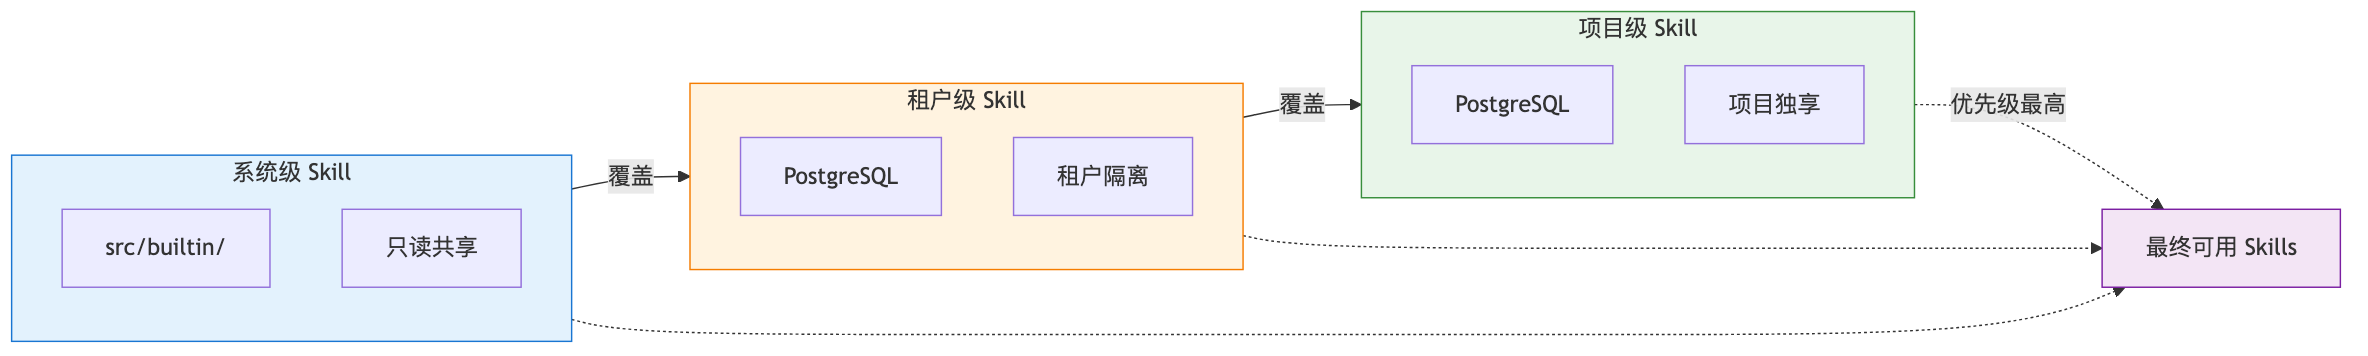 系统级 Skill
src/builtin/
只读共享
覆盖
租户级 Skill
PostgreSQL
租户隔离
覆盖
项目级 Skill
PostgreSQL
项目独享
优先级最高
最终可用 Skills